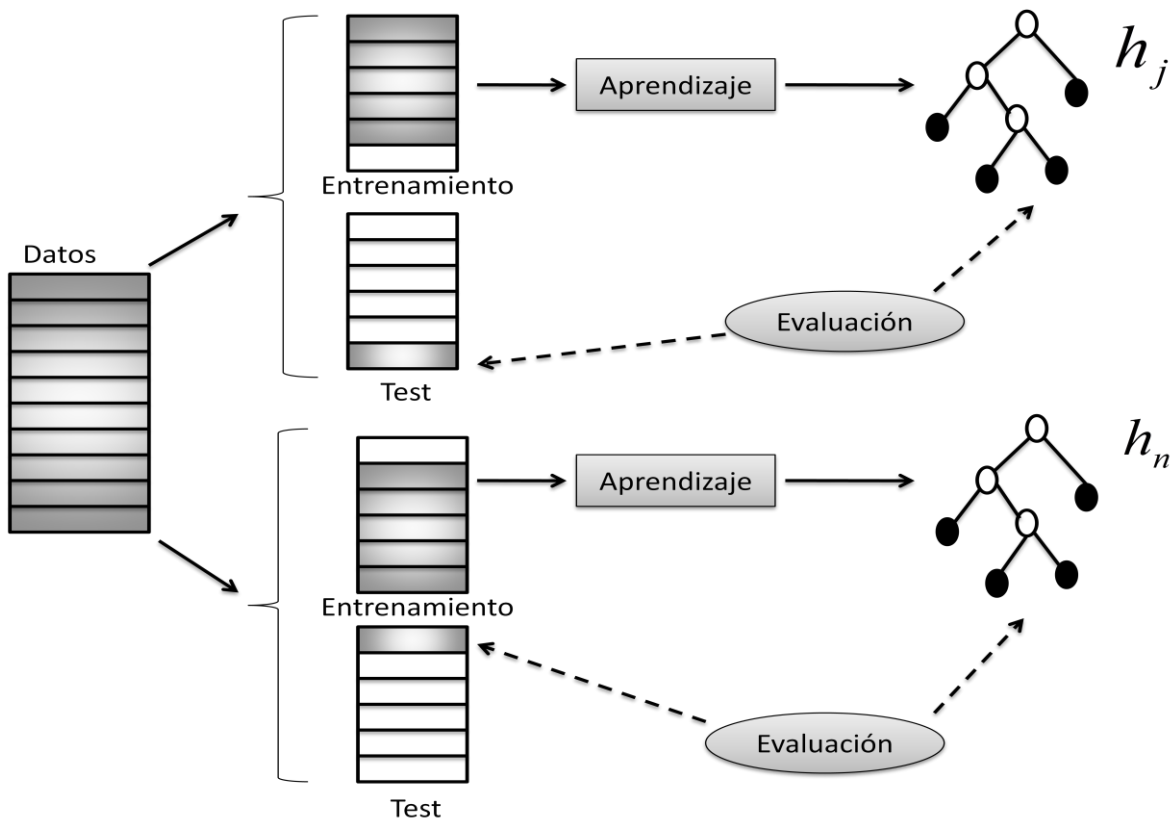 Datos
Entrenamiento
Test
Aprendizaje
h_j
Evaluación
Entrenamiento
Test
Aprendizaje
h_n
Evaluación